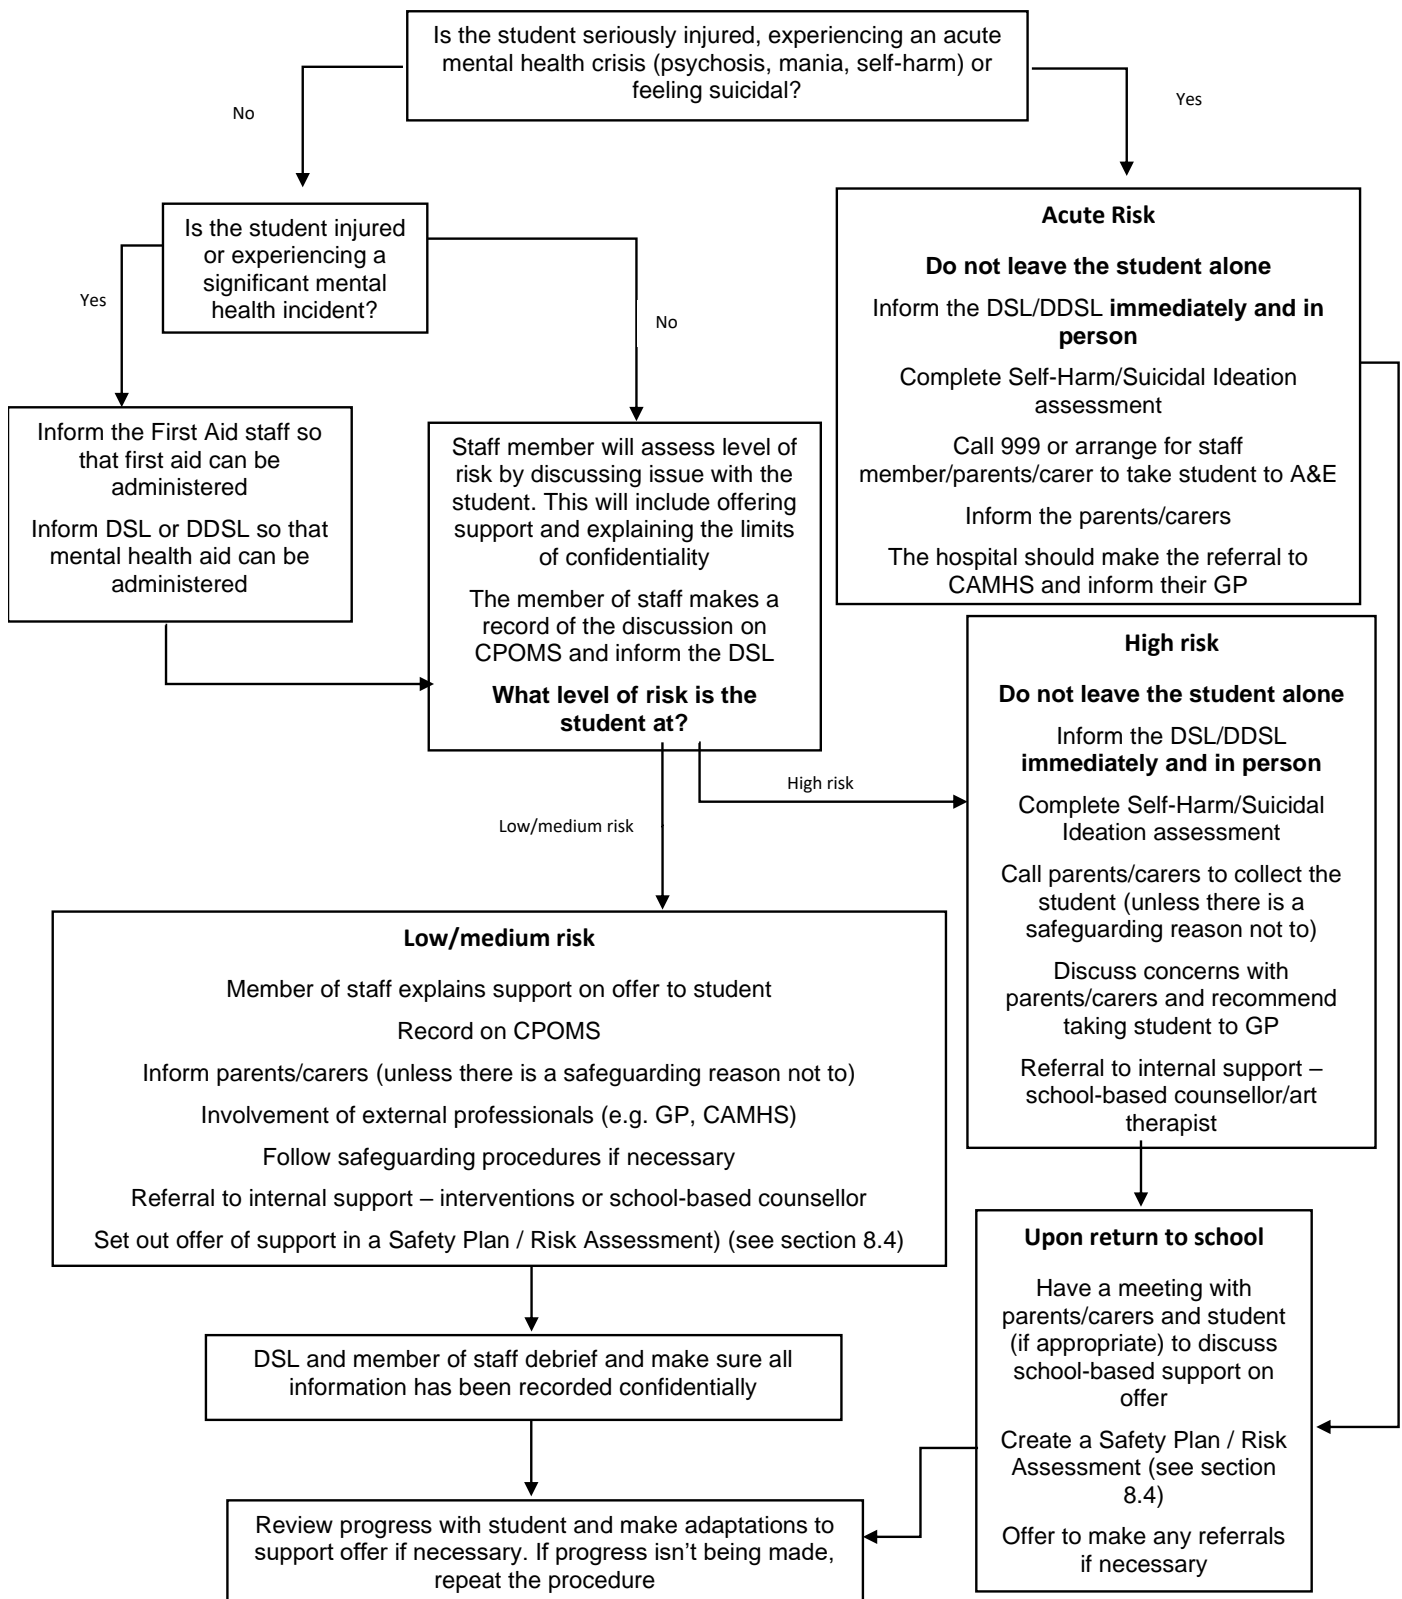 Is the student seriously injured, experiencing an acute
mental health crisis (psychosis, mania, self-harm) or
feeling suicidal?
No
Yes
Is the student injured
or experiencing a
significant mental
health incident?
Yes
No
Acute Risk
Do not leave the student alone
Inform the DSL/DDSL immediately and in
person
Complete Self-Harm/Suicidal Ideation
assessment
Call 999 or arrange for staff
member/parents/carer to take student to A&E
Inform the parents/carers
The hospital should make the referral to
CAMHS and inform their GP
Inform the First Aid staff so
that first aid can be
administered
Inform DSL or DDSL so that
mental health aid can be
administered
Staff member will assess level of
risk by discussing issue with the
student. This will include offering
support and explaining the limits
of confidentiality
The member of staff makes a
record of the discussion on
CPOMS and inform the DSL
What level of risk is the
student at?
High risk
Low/medium risk
High risk
Do not leave the student alone
Inform the DSL/DDSL
immediately and in person
Complete Self-Harm/Suicidal
Ideation assessment
Call parents/carers to collect the
student (unless there is a
safeguarding reason not to)
Discuss concerns with
parents/carers and recommend
taking student to GP
Referral to internal support –
school-based counsellor/art
therapist
Low/medium risk
Member of staff explains support on offer to student
Record on CPOMS
Inform parents/carers (unless there is a safeguarding reason not to)
Involvement of external professionals (e.g. GP, CAMHS)
Follow safeguarding procedures if necessary
Referral to internal support – interventions or school-based counsellor
Set out offer of support in a Safety Plan / Risk Assessment) (see section 8.4)
Upon return to school
Have a meeting with
parents/carers and student
(if appropriate) to discuss
school-based support on
offer
Create a Safety Plan / Risk
Assessment (see section
8.4)
Offer to make any referrals
if necessary
DSL and member of staff debrief and make sure all
information has been recorded confidentially
Review progress with student and make adaptations to
support offer if necessary. If progress isn’t being made,
repeat the procedure